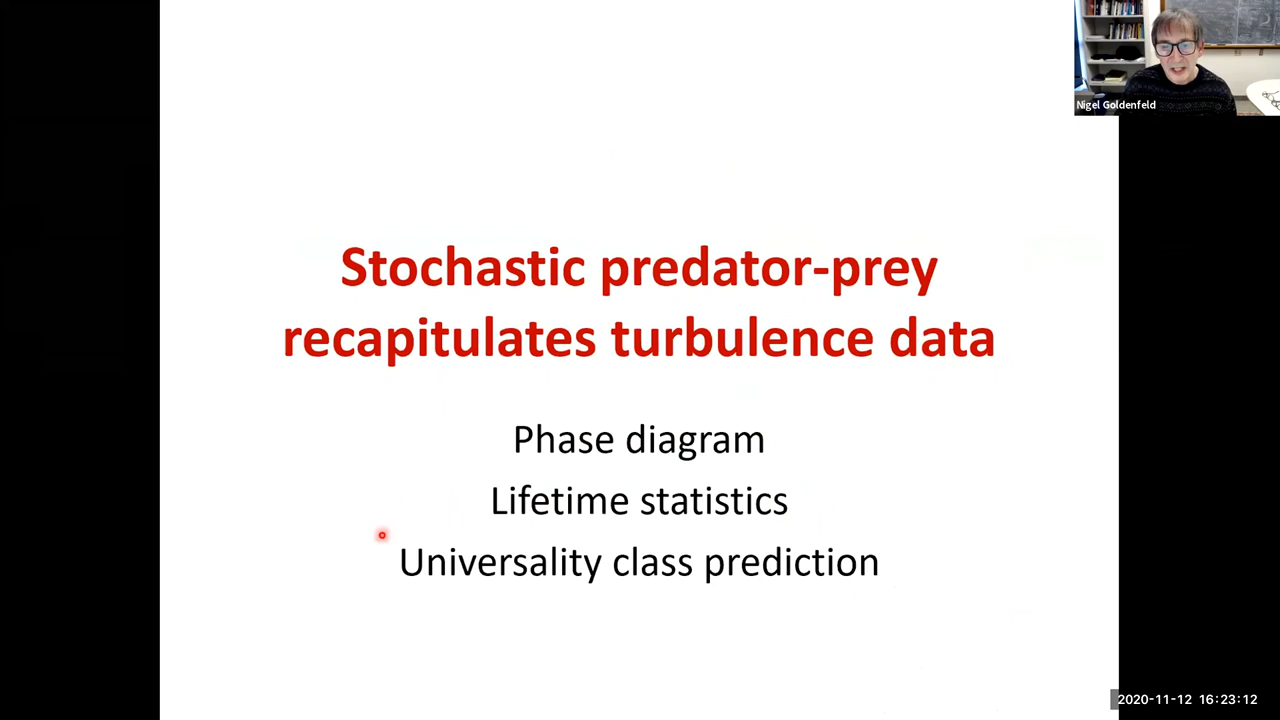 Nigel Goldenfeld
Stochastic predator-prey
recapitulates turbulence data
Phase diagram
Lifetime statistics
Universality class prediction
2020-11-12 16:23:12